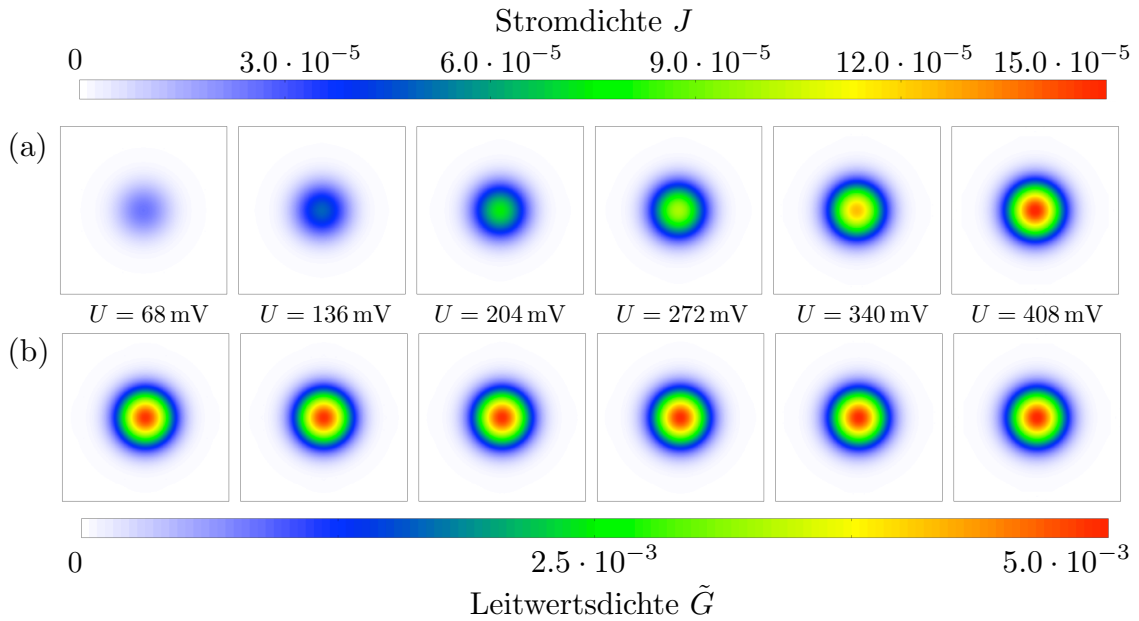 Stromdichte J
0 3.0 · 10⁻⁵ 6.0 · 10⁻⁵ 9.0 · 10⁻⁵ 12.0 · 10⁻⁵ 15.0 · 10⁻⁵
(a)
U = 68 mV U = 136 mV U = 204 mV U = 272 mV U = 340 mV U = 408 mV
(b)
0 2.5 · 10⁻³ 5.0 · 10⁻³
Leitwertsdichte G̃